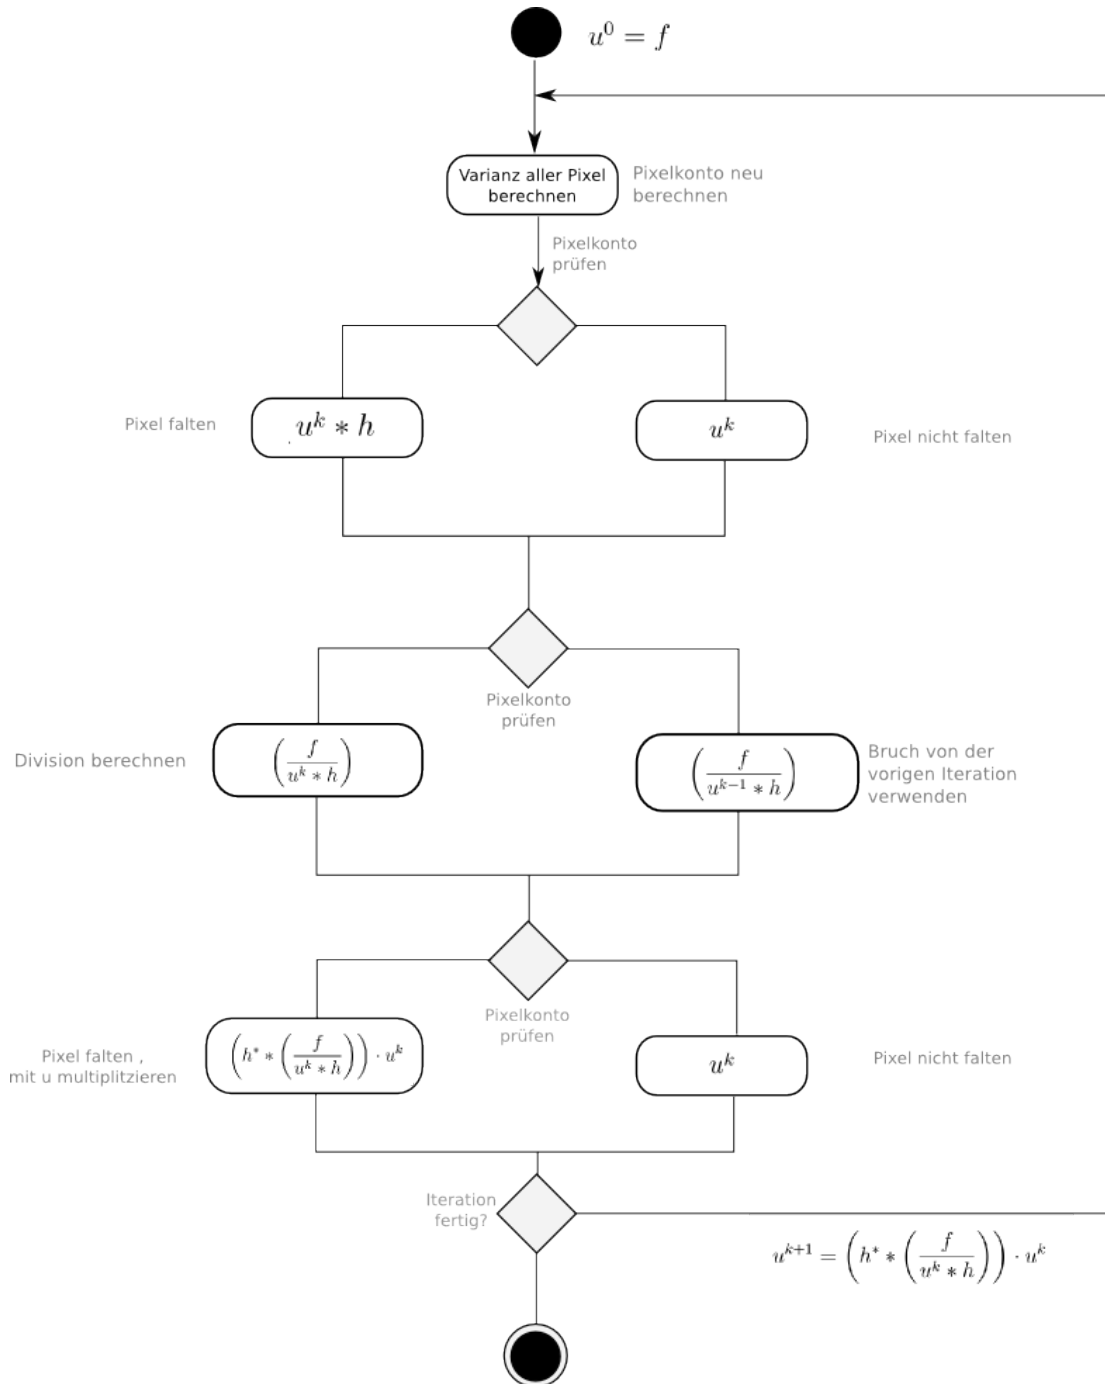 u^0 = f
Varianz aller Pixel
berechnen
Pixelkonto neu
berechnen
Pixelkonto
prüfen
Pixel falten
u^k * h
u^k
Pixel nicht falten
Pixelkonto
prüfen
Division berechnen
(f / (u^k * h))
(f / (u^{k-1} * h))
Bruch von der
vorigen Iteration
verwenden
Pixelkonto
prüfen
Pixel falten ,
mit u multiplitzieren
(h^* * (f / (u^k * h))) · u^k
u^k
Pixel nicht falten
Iteration
fertig?
u^{k+1} = (h^* * (f / (u^k * h))) · u^k